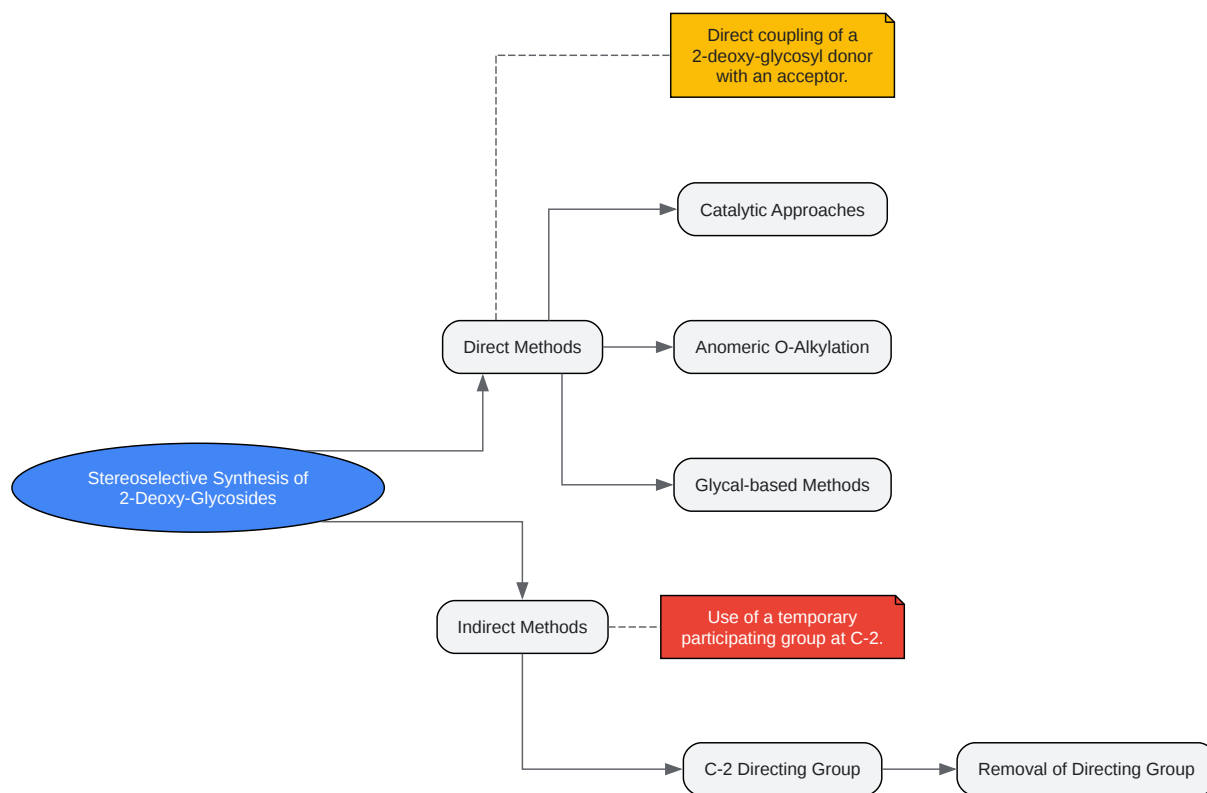 Direct coupling of a
2-deoxy-glycosyl donor
with an acceptor.
Catalytic Approaches
Direct Methods
Anomeric O-Alkylation
Stereoselective Synthesis of
2-Deoxy-Glycosides
Glycal-based Methods
Indirect Methods
Use of a temporary
participating group at C-2.
C-2 Directing Group
Removal of Directing Group